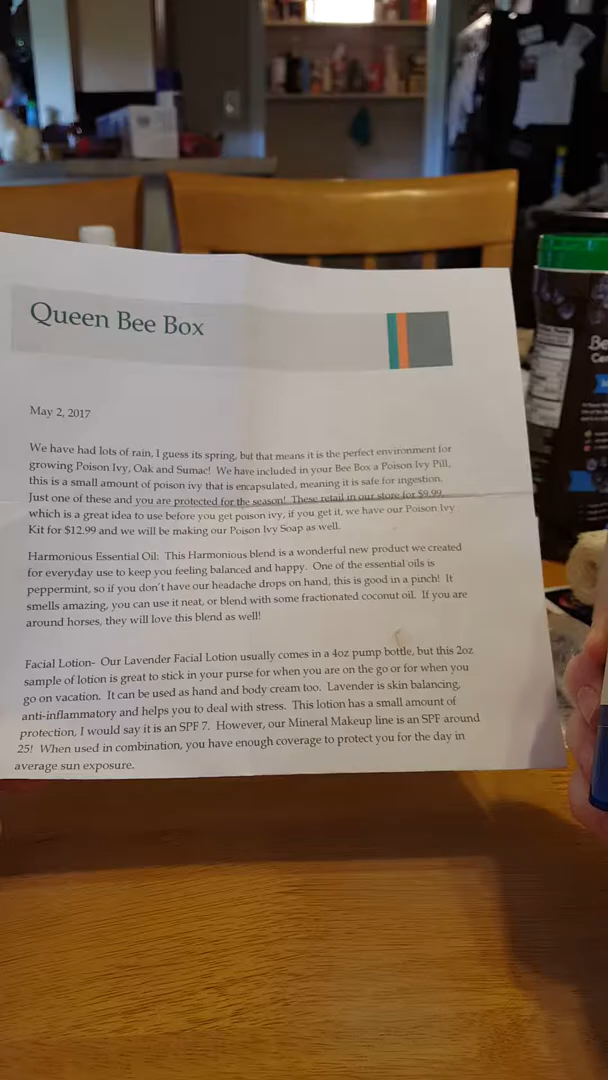 Queen Bee Box
May 2, 2017
We have had lots of rain, I guess its spring, but that means it is the perfect environment for
growing Poison Ivy, Oak and Sumac! We have included in your Bee Box a Poison Ivy Pill,
this is a small amount of poison ivy that is encapsulated, meaning it is safe for ingestion.
Just one of these and you are protected for the season! These retail in our store for $9.99,
which is a great idea to use before you get poison ivy, if you get it, we have our Poison Ivy
Kit for $12.99 and we will be making our Poison Ivy Soap as well.
Harmonious Essential Oil: This Harmonious blend is a wonderful new product we created
for everyday use to keep you feeling balanced and happy. One of the essential oils is
peppermint, so if you don't have our headache drops on hand, this is good in a pinch! It
smells amazing, you can use it neat, or blend with some fractionated coconut oil. If you are
around horses, they will love this blend as well!
Facial Lotion- Our Lavender Facial Lotion usually comes in a 4oz pump bottle, but this 2oz
sample of lotion is great to stick in your purse for when you are on the go or for when you
go on vacation. It can be used as hand and body cream too. Lavender is skin balancing,
anti-inflammatory and helps you to deal with stress. This lotion has a small amount of
protection, I would say it is an SPF 7. However, our Mineral Makeup line is an SPF around
25! When used in combination, you have enough coverage to protect you for the day in
average sun exposure.
Be